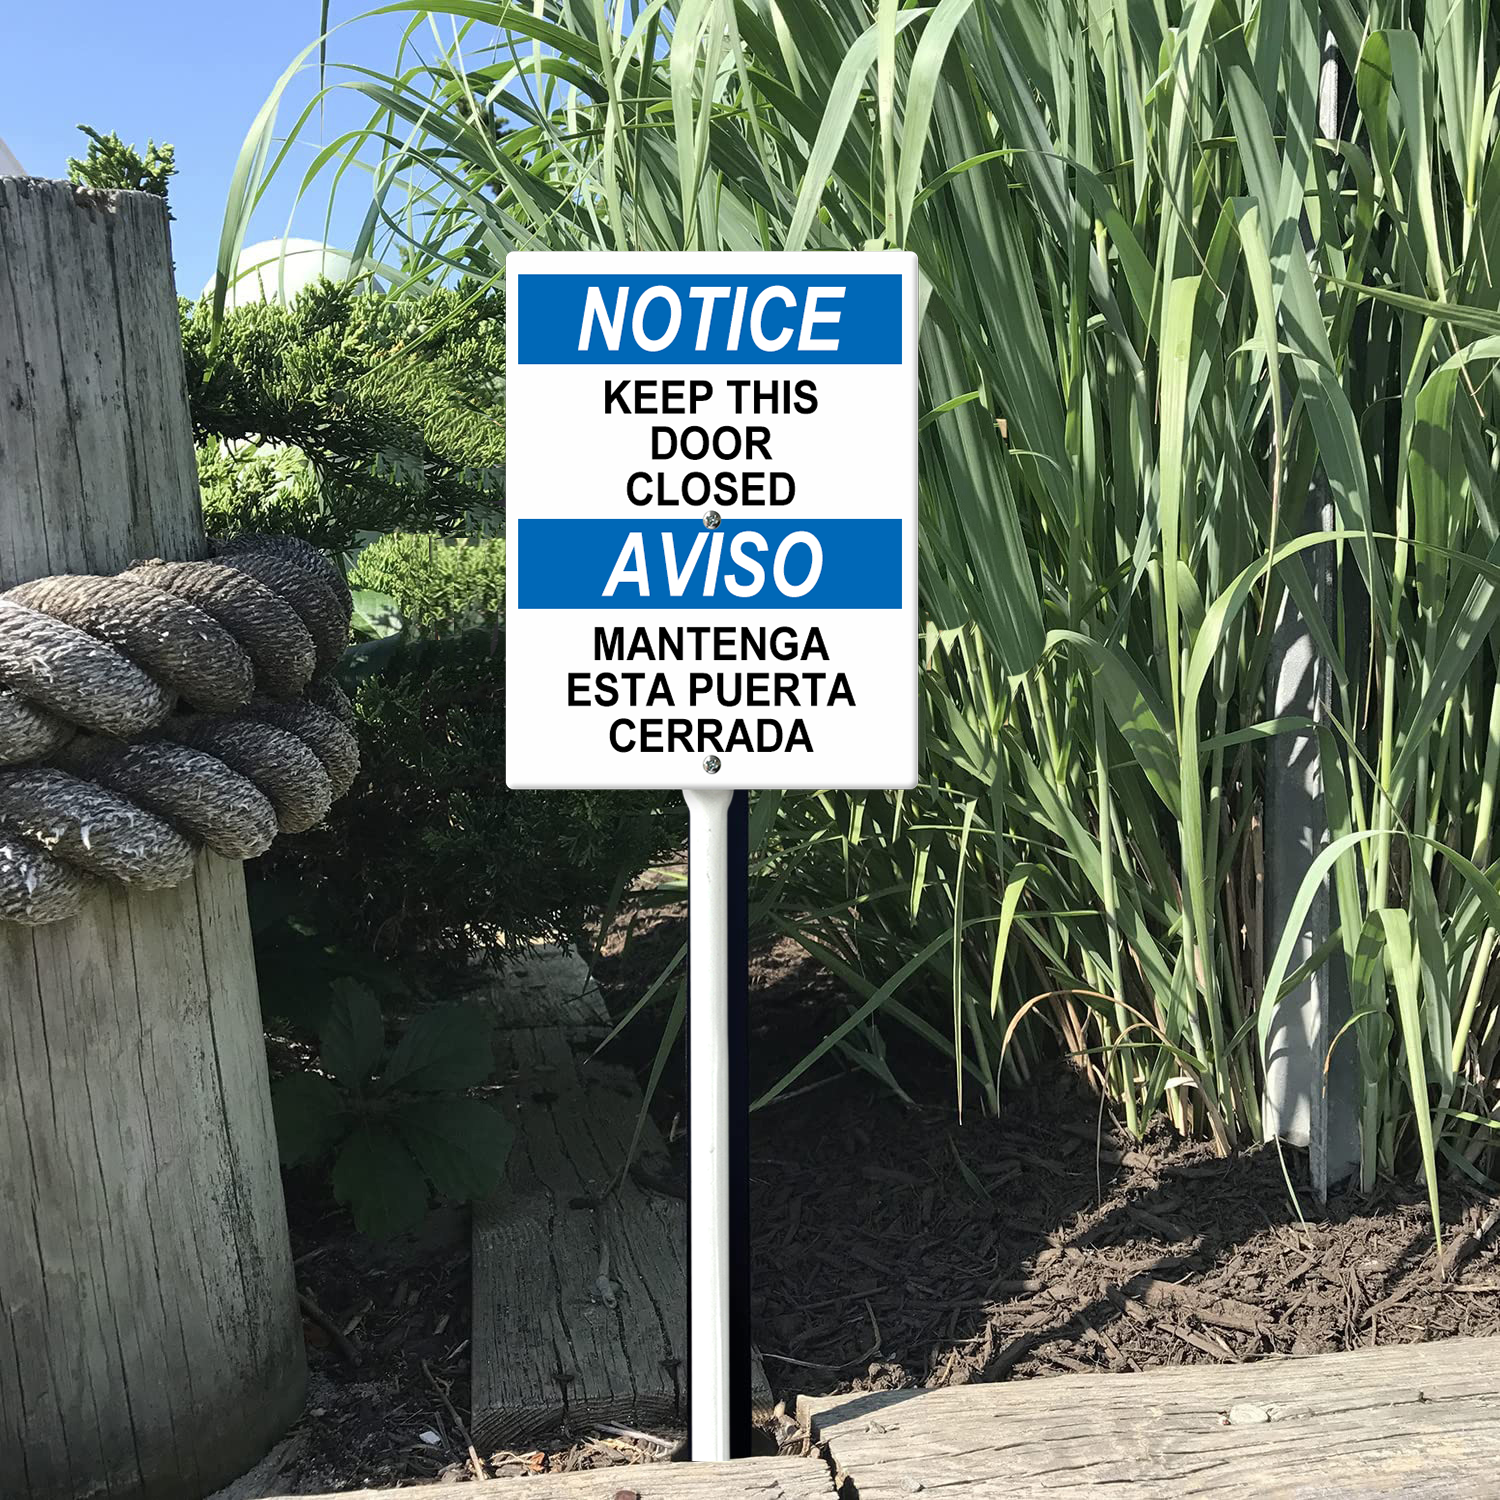 NOTICE
KEEP THIS
DOOR
CLOSED
AVISO
MANTENGA
ESTA PUERTA
CERRADA